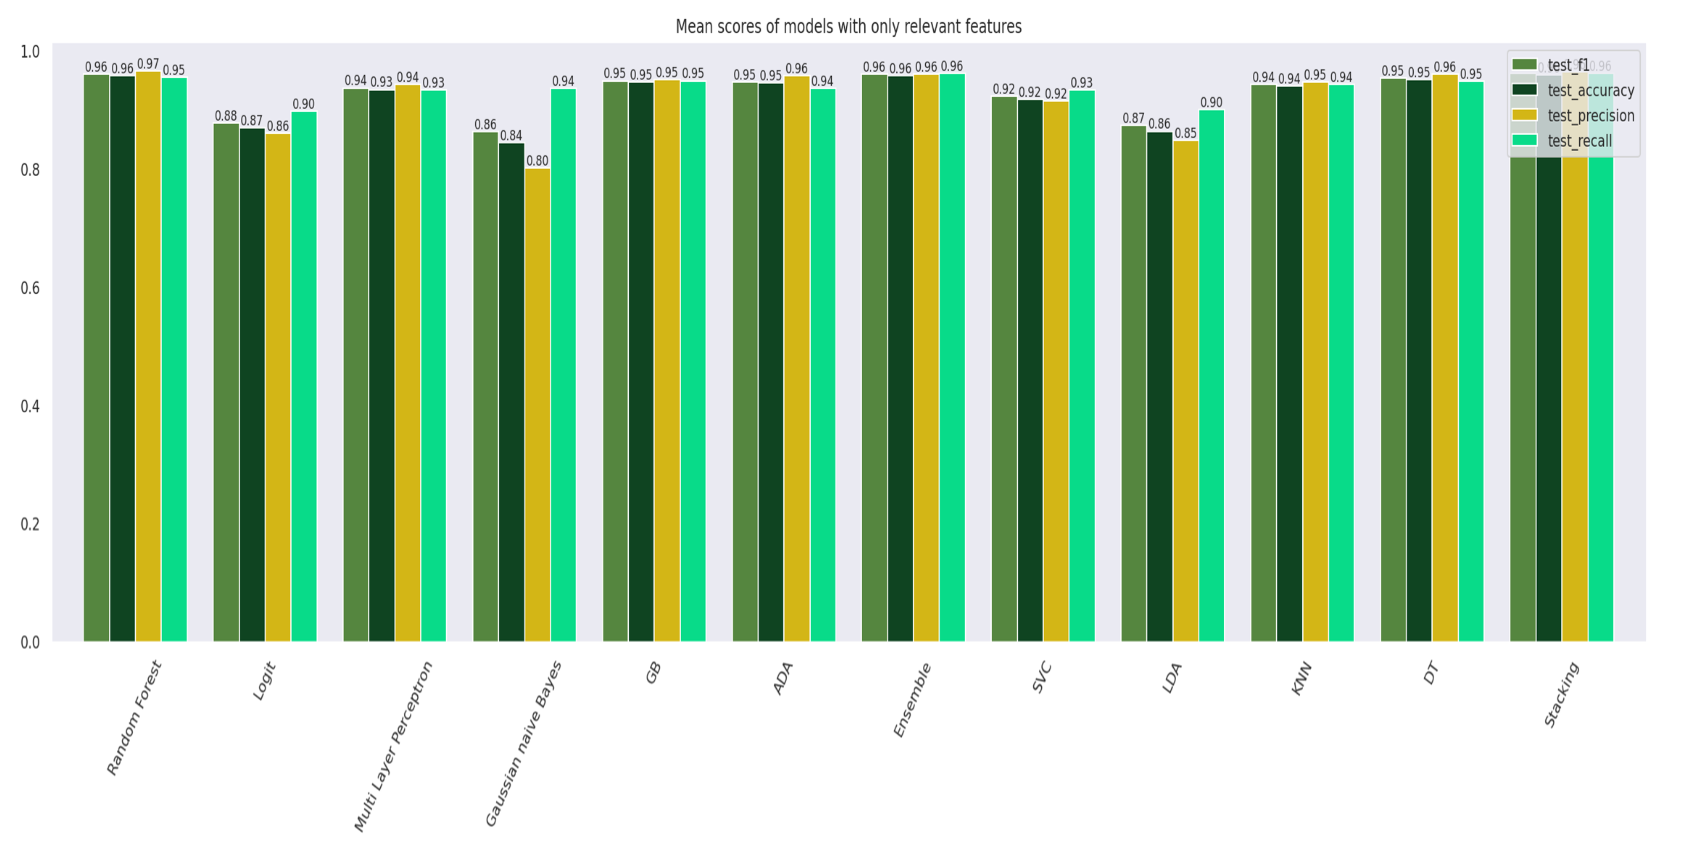 Mean scores of models with only relevant features
1.0
0.8
0.6
0.4
0.2
0.0
0.96 0.96 0.97 0.95
0.88 0.87 0.86 0.90
0.94 0.93 0.94 0.93
0.86 0.84 0.80 0.94
0.95 0.95 0.95 0.95
0.95 0.95 0.96 0.94
0.96 0.96 0.96 0.96
0.92 0.92 0.92 0.93
0.87 0.86 0.85 0.90
0.94 0.94 0.95 0.94
0.95 0.95 0.96 0.95
0.96
test_f1
test_accuracy
test_precision
test_recall
Random Forest
Logit
Multi Layer Perceptron
Gaussian naive Bayes
GB
ADA
Ensemble
SVC
LDA
KNN
DT
Stacking